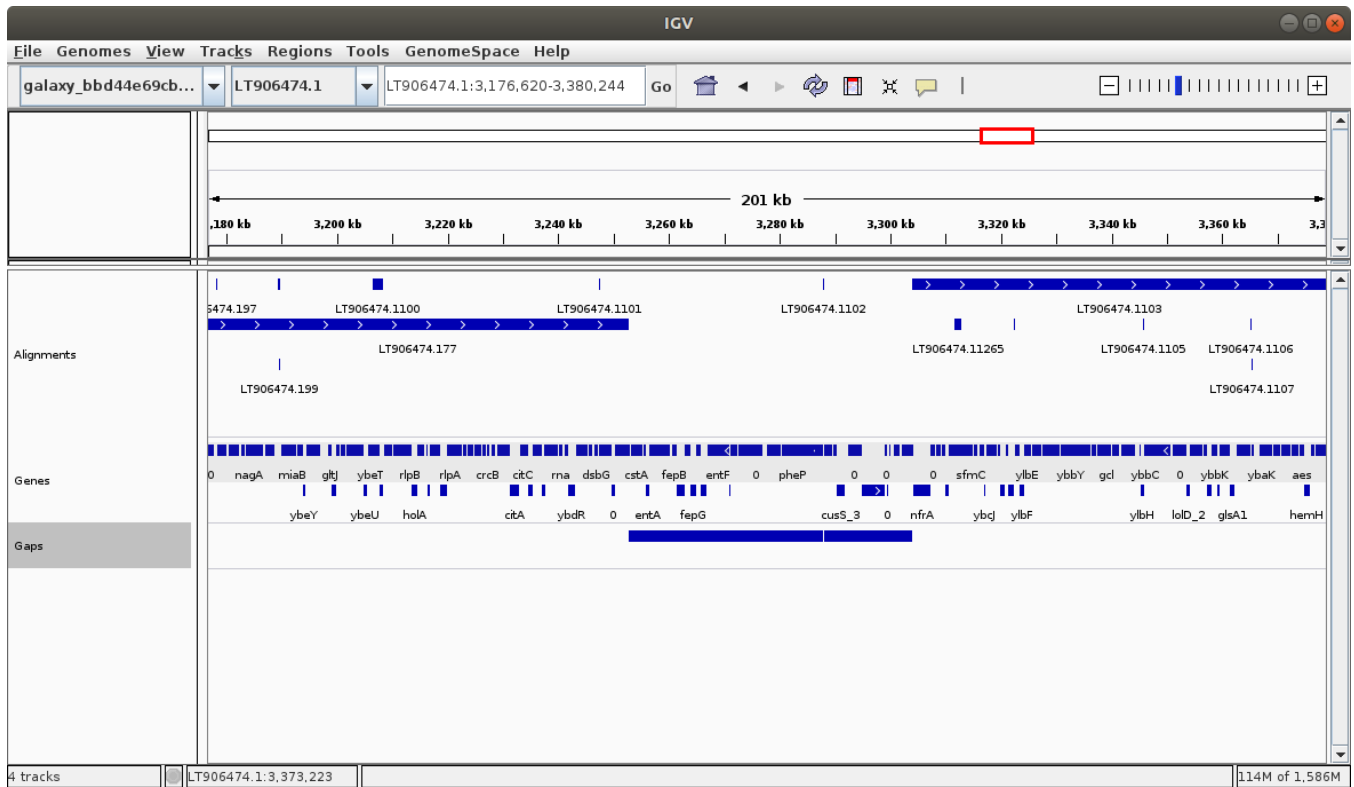 IGV
File Genomes View Tracks Regions Tools GenomeSpace Help
galaxy_bbd44e69cb... LT906474.1 LT906474.1:3,176,620-3,380,244 Go
201 kb
,180 kb 3,200 kb 3,220 kb 3,240 kb 3,260 kb 3,280 kb 3,300 kb 3,320 kb 3,340 kb 3,360 kb 3,3
6474.197 LT906474.1100 LT906474.1101 LT906474.1102 LT906474.1103
Alignments
LT906474.177 LT906474.11265 LT906474.1105 LT906474.1106
LT906474.199 LT906474.1107
Genes
0 nagA miaB gltJ ybeT rlpB rlpA crcB citC rna dsbG cstA fepB entF 0 pheP 0 0 0 sfmC ylbE ybbY gcl ybbC 0 ybbK ybaK aes
ybeY ybeU holA citA ybdR 0 entA fepG cusS_3 0 nfrA ybcJ ylbF ylbH lolD_2 glsA1 hemH
Gaps
4 tracks LT906474.1:3,373,223 114M of 1,586M